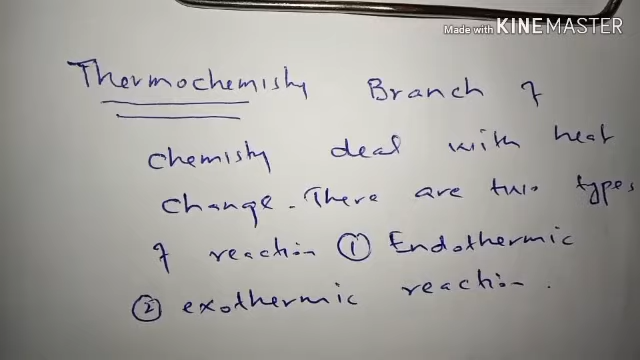 Made with KINEMASTER
Thermochemisty Branch of
chemisty deal with heat
change. There are two types
of reaction ① Endothermic
② exothermic reaction.